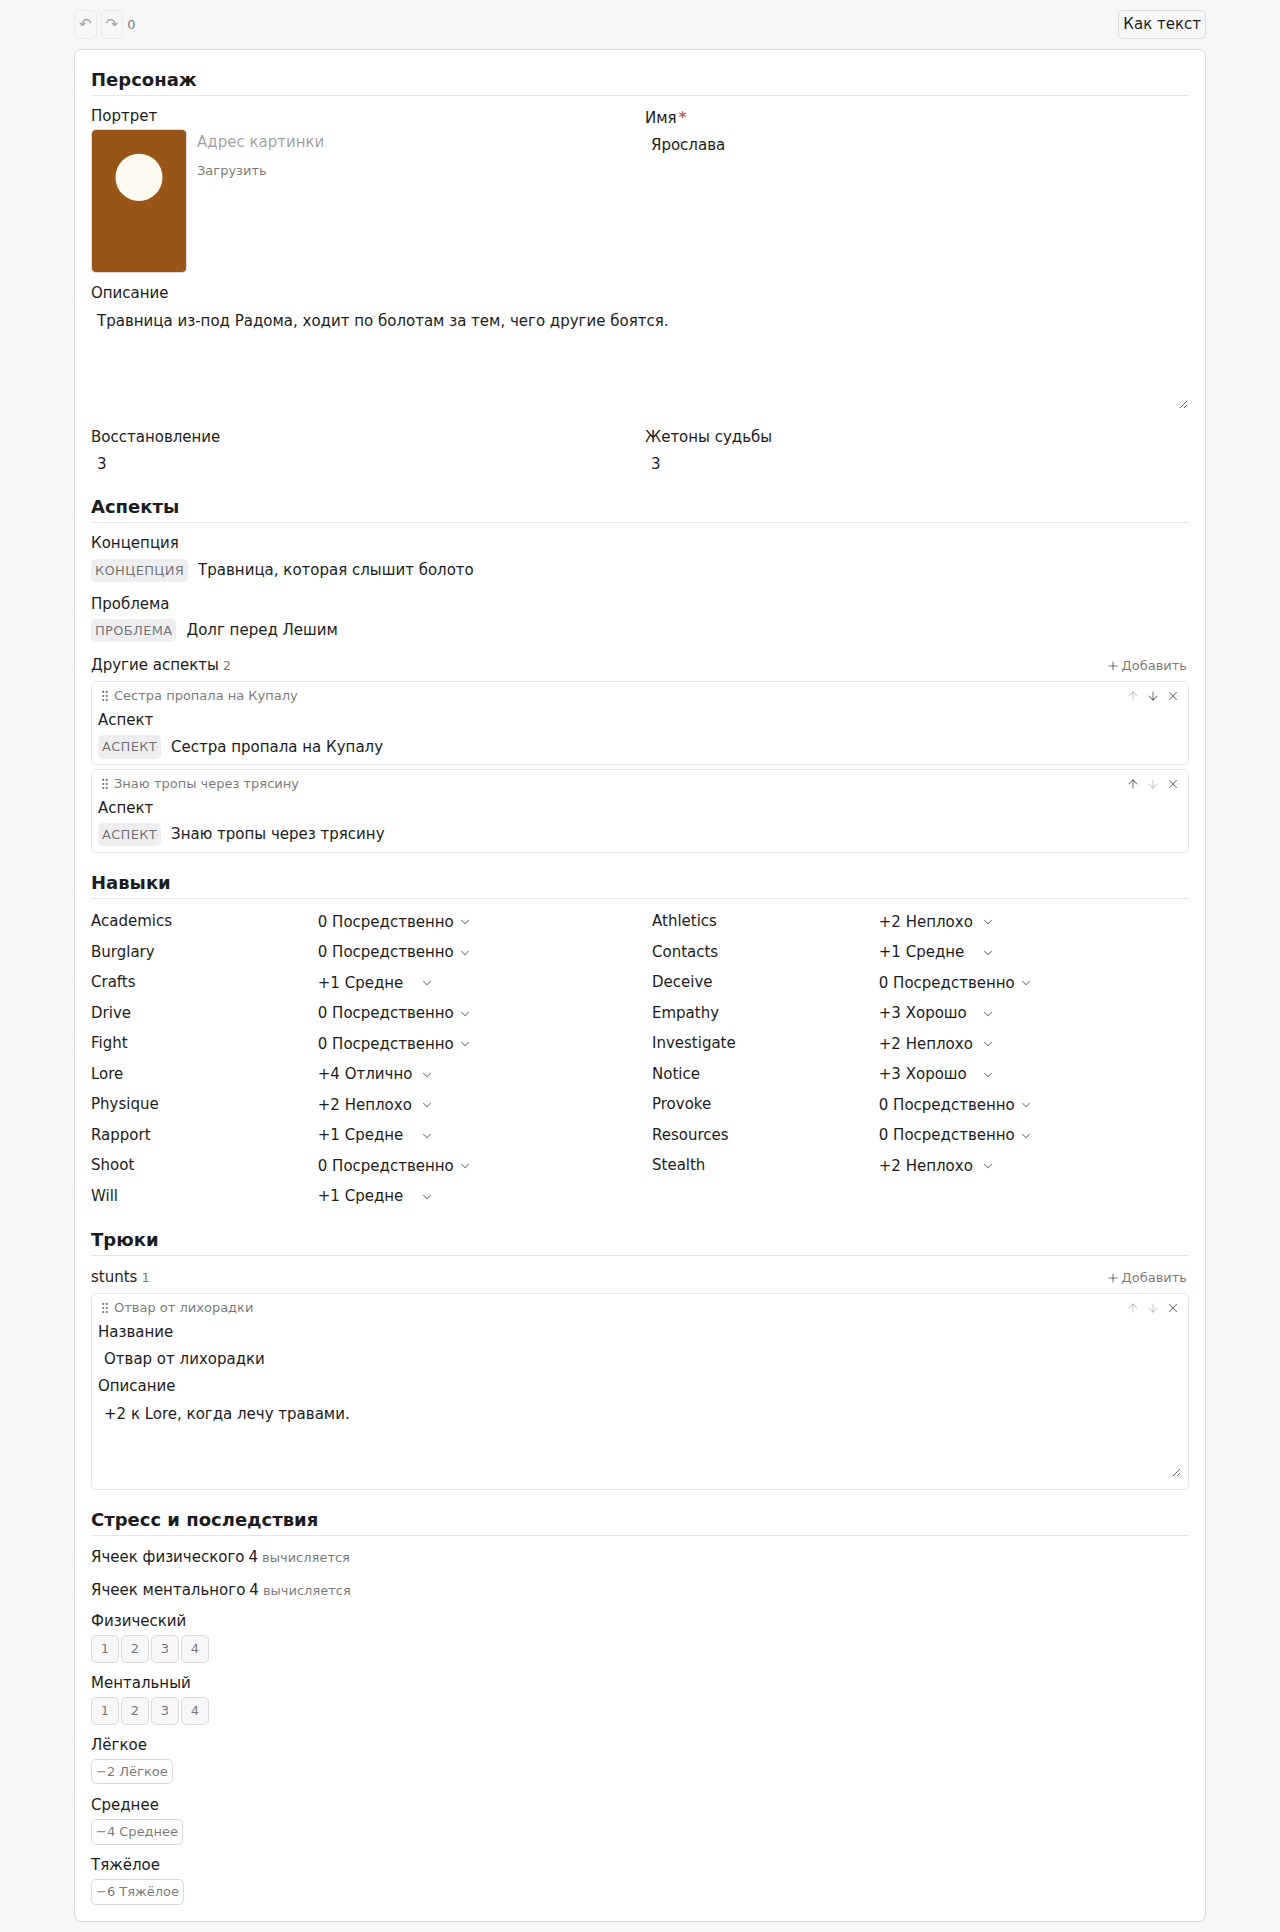 ↶ ↷ 0 Как текст
Персонаж
Портрет
Адрес картинки
Загрузить
Имя*
Ярослава
Описание
Травница из-под Радома, ходит по болотам за тем, чего другие боятся.
Восстановление
3
Жетоны судьбы
3
Аспекты
Концепция
КОНЦЕПЦИЯ Травница, которая слышит болото
Проблема
ПРОБЛЕМА Долг перед Лешим
Другие аспекты 2 + Добавить
Сестра пропала на Купалу
Аспект
АСПЕКТ Сестра пропала на Купалу
Знаю тропы через трясину
Аспект
АСПЕКТ Знаю тропы через трясину
Навыки
Academics 0 Посредственно Athletics +2 Неплохо
Burglary 0 Посредственно Contacts +1 Средне
Crafts +1 Средне Deceive 0 Посредственно
Drive 0 Посредственно Empathy +3 Хорошо
Fight 0 Посредственно Investigate +2 Неплохо
Lore +4 Отлично Notice +3 Хорошо
Physique +2 Неплохо Provoke 0 Посредственно
Rapport +1 Средне Resources 0 Посредственно
Shoot 0 Посредственно Stealth +2 Неплохо
Will +1 Средне
Трюки
stunts 1 + Добавить
Отвар от лихорадки
Название
Отвар от лихорадки
Описание
+2 к Lore, когда лечу травами.
Стресс и последствия
Ячеек физического 4 вычисляется
Ячеек ментального 4 вычисляется
Физический
1 2 3 4
Ментальный
1 2 3 4
Лёгкое
−2 Лёгкое
Среднее
−4 Среднее
Тяжёлое
−6 Тяжёлое